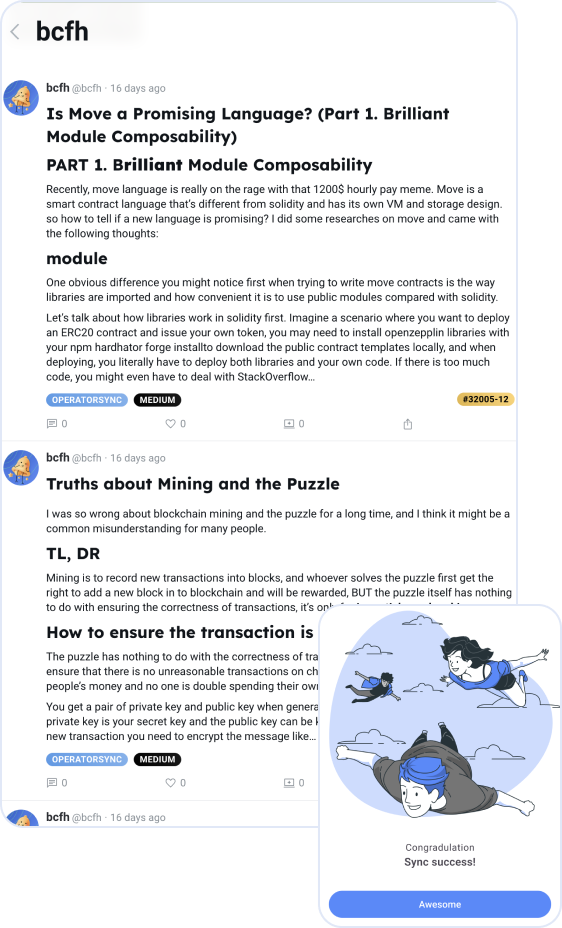 bcfh
bcfh @bcfh · 16 days ago
Is Move a Promising Language? (Part 1. Brilliant
Module Composability)
PART 1. Brilliant Module Composability
Recently, move language is really on the rage with that 1200$ hourly pay meme. Move is a
smart contract language that’s different from solidity and has its own VM and storage design.
so how to tell if a new language is promising? I did some researches on move and came with
the following thoughts:
module
One obvious difference you might notice first when trying to write move contracts is the way
libraries are imported and how convenient it is to use public modules compared with solidity.
Let’s talk about how libraries work in solidity first. Imagine a scenario where you want to deploy
an ERC20 contract and issue your own token, you may need to install openzepplin libraries with
your npm hardhator forge installto download the public contract templates locally, and when
deploying, you literally have to deploy both libraries and your own code. If there is too much
code, you might even have to deal with StackOverflow…
OPERATORSYNC MEDIUM #32005-12
0 0 0
bcfh @bcfh · 16 days ago
Truths about Mining and the Puzzle
I was so wrong about blockchain mining and the puzzle for a long time, and I think it might be a
common misunderstanding for many people.
TL, DR
Mining is to record new transactions into blocks, and whoever solves the puzzle first get the
right to add a new block in to blockchain and will be rewarded, BUT the puzzle itself has nothing
to do with ensuring the correctness of transactions, it’s
How to ensure the transaction is
The puzzle has nothing to do with the correctness of
ensure that there is no unreasonable transactions on
people’s money and no one is double spending their
You get a pair of private key and public key when
private key is your secret key and the public key can be
new transaction you need to encrypt the message like…
OPERATORSYNC MEDIUM
0 0 0
bcfh @bcfh · 16 days ago
Congradulation
Sync success!
Awesome